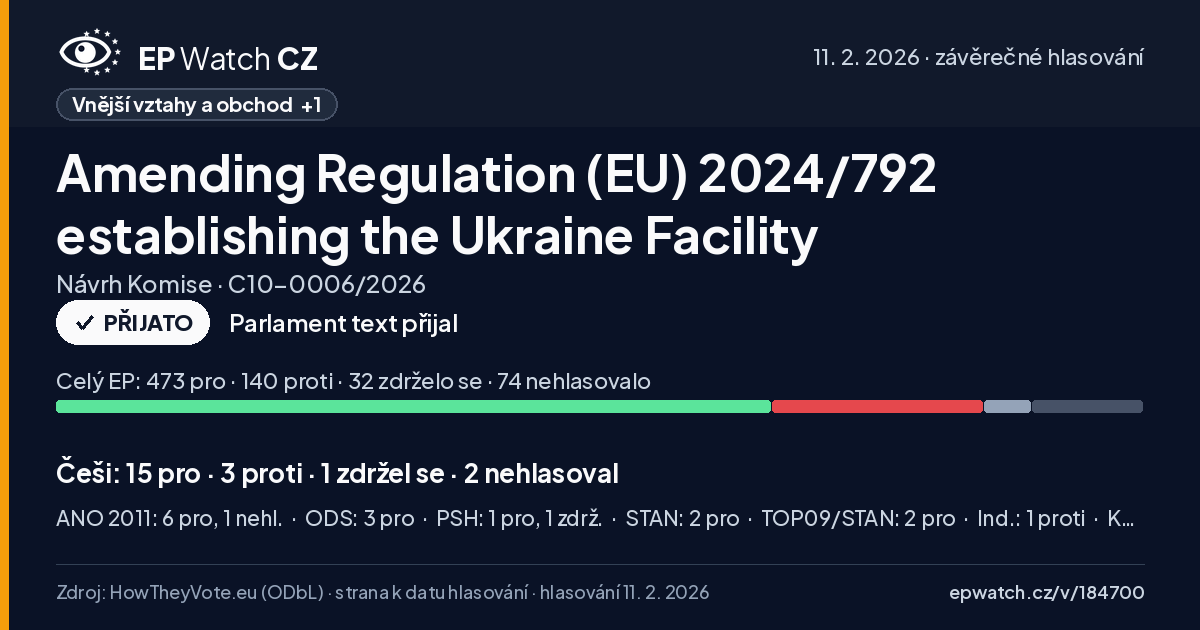 EP Watch CZ
11. 2. 2026 · závěrečné hlasování
Vnější vztahy a obchod +1
Amending Regulation (EU) 2024/792
establishing the Ukraine Facility
Návrh Komise · C10–0006/2026
✓ PŘIJATO Parlament text přijal
Celý EP: 473 pro · 140 proti · 32 zdrželo se · 74 nehlasovalo
Češi: 15 pro · 3 proti · 1 zdržel se · 2 nehlasoval
ANO 2011: 6 pro, 1 nehl. · ODS: 3 pro · PSH: 1 pro, 1 zdrž. · STAN: 2 pro · TOP09/STAN: 2 pro · Ind.: 1 proti · K…
Zdroj: HowTheyVote.eu (ODbL) · strana k datu hlasování · hlasování 11. 2. 2026
epwatch.cz/v/184700